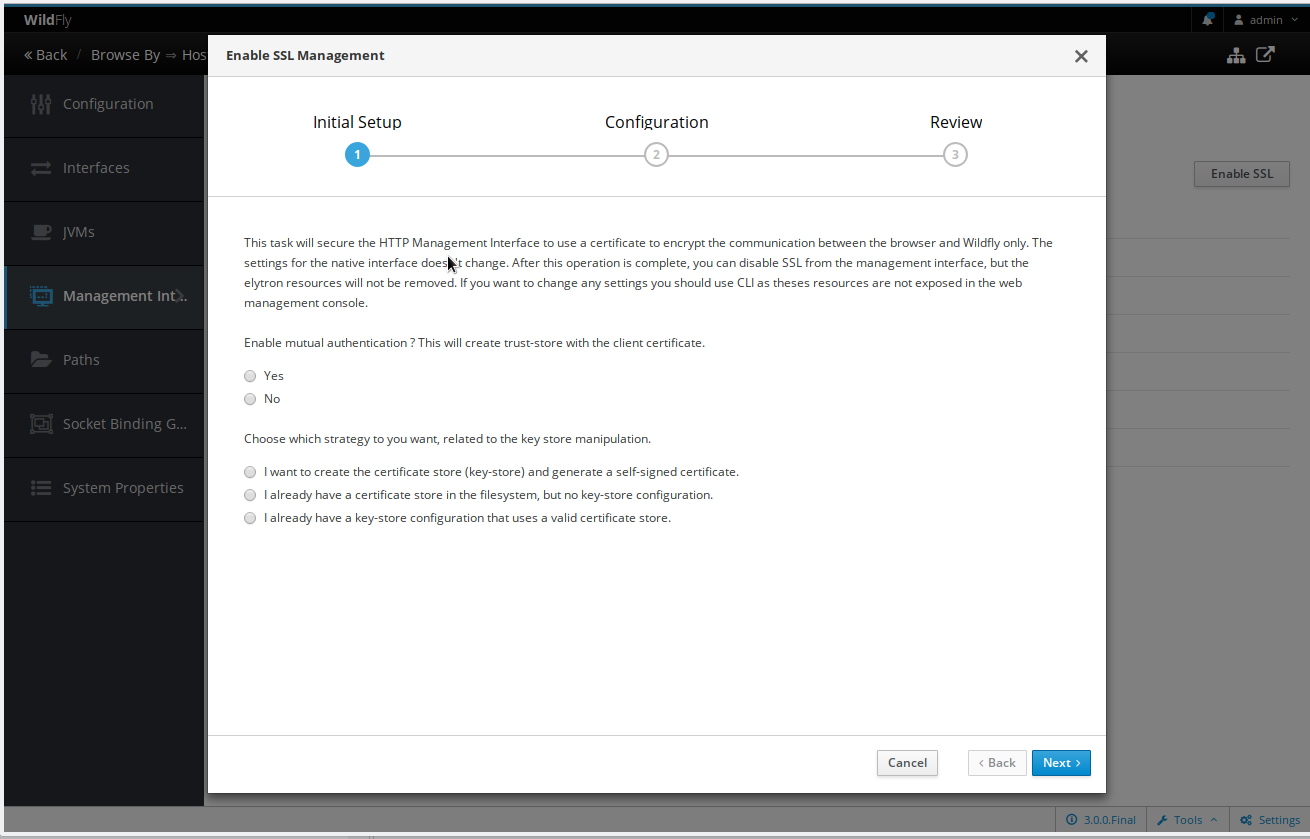 WildFly
admin
« Back / Browse By ⇒ Hos
Enable SSL Management
Configuration
Interfaces
JVMs
Management Int...
Paths
Socket Binding G...
System Properties
Enable SSL
Initial Setup
Configuration
Review
1
2
3
This task will secure the HTTP Management Interface to use a certificate to encrypt the communication between the browser and Wildfly only. The
settings for the native interface doesn't change. After this operation is complete, you can disable SSL from the management interface, but the
elytron resources will not be removed. If you want to change any settings you should use CLI as theses resources are not exposed in the web
management console.
Enable mutual authentication ? This will create trust-store with the client certificate.
Yes
No
Choose which strategy to you want, related to the key store manipulation.
I want to create the certificate store (key-store) and generate a self-signed certificate.
I already have a certificate store in the filesystem, but no key-store configuration.
I already have a key-store configuration that uses a valid certificate store.
Cancel
‹ Back
Next ›
3.0.0.Final
Tools
Settings